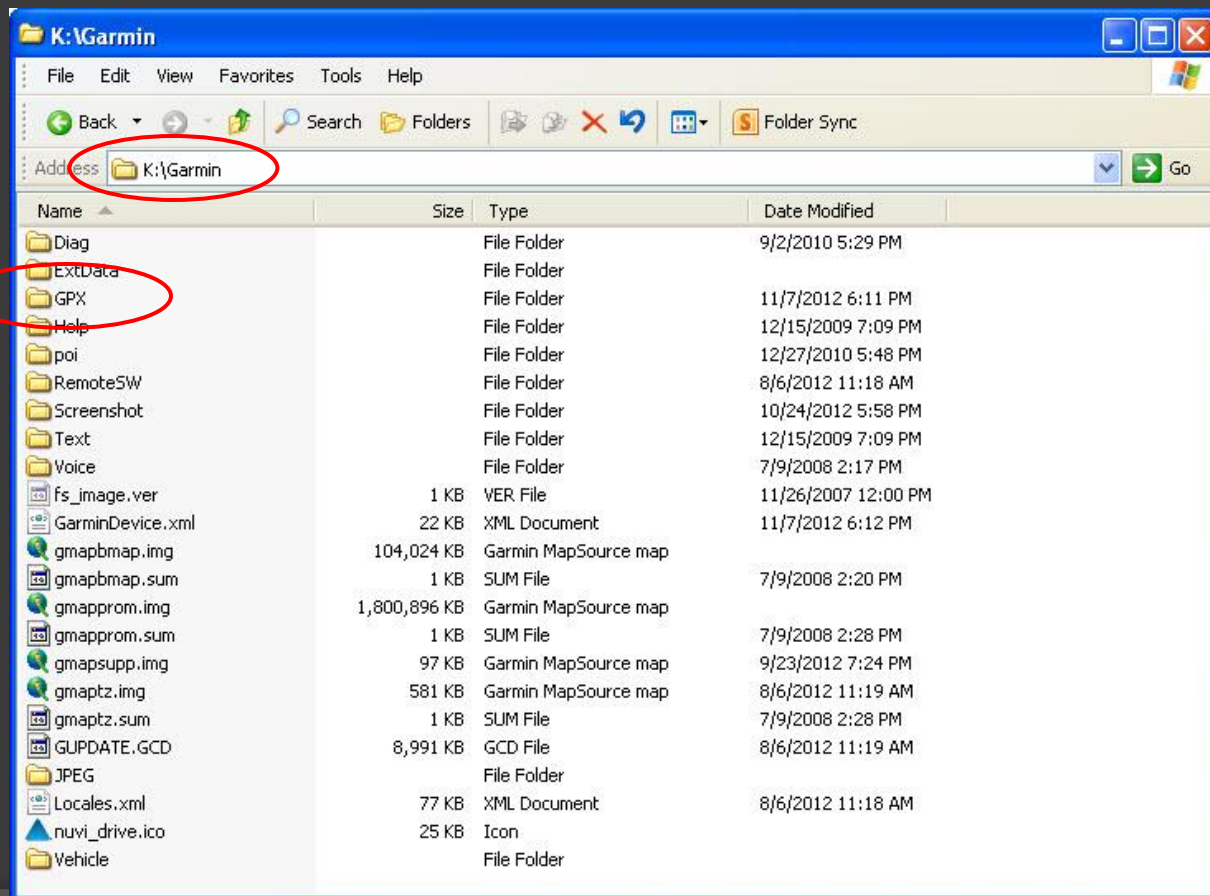 K:\Garmin
File Edit View Favorites Tools Help
Back Search Folders Folder Sync
Address K:\Garmin Go
Name Size Type Date Modified
Diag File Folder 9/2/2010 5:29 PM
ExtData File Folder
GPX File Folder 11/7/2012 6:11 PM
Help File Folder 12/15/2009 7:09 PM
poi File Folder 12/27/2010 5:48 PM
RemoteSW File Folder 8/6/2012 11:18 AM
Screenshot File Folder 10/24/2012 5:58 PM
Text File Folder 12/15/2009 7:09 PM
Voice File Folder 7/9/2008 2:17 PM
fs_image.ver 1 KB VER File 11/26/2007 12:00 PM
GarminDevice.xml 22 KB XML Document 11/7/2012 6:12 PM
gmapbmap.img 104,024 KB Garmin MapSource map
gmapbmap.sum 1 KB SUM File 7/9/2008 2:20 PM
gmapprom.img 1,800,896 KB Garmin MapSource map
gmapprom.sum 1 KB SUM File 7/9/2008 2:28 PM
gmapsupp.img 97 KB Garmin MapSource map 9/23/2012 7:24 PM
gmaptz.img 581 KB Garmin MapSource map 8/6/2012 11:19 AM
gmaptz.sum 1 KB SUM File 7/9/2008 2:28 PM
GUPDATE.GCD 8,991 KB GCD File 8/6/2012 11:19 AM
JPEG File Folder
Locales.xml 77 KB XML Document 8/6/2012 11:18 AM
nuvi_drive.ico 25 KB Icon
Vehicle File Folder